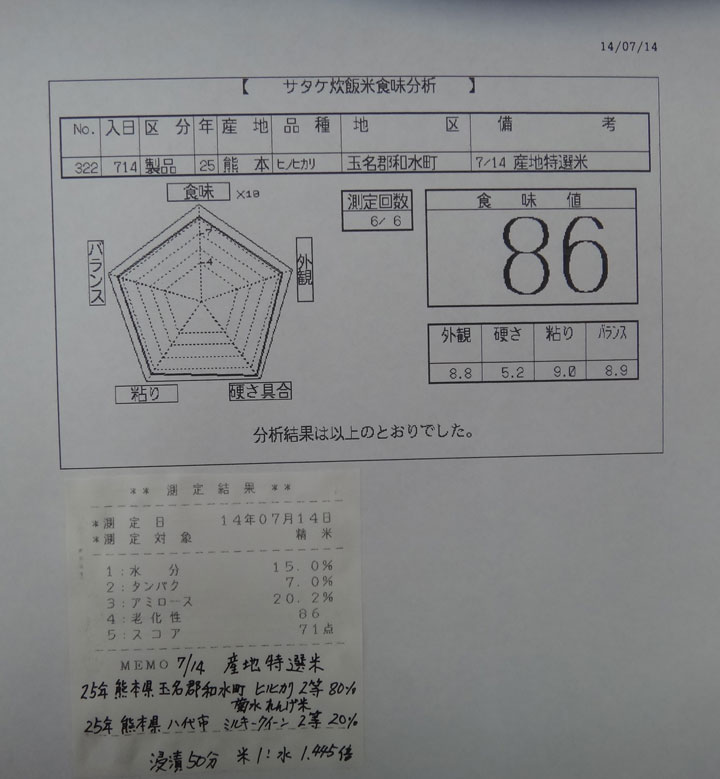 14/07/14
【 サタケ炊飯米食味分析 】
No. 入日 区分 年 産地 品種 地区 備考
322 714 製品 25 熊本 ヒノヒカリ 玉名郡和水町 7/14 産地特選米
食味 ×10
7
4
バランス
外観
粘り
硬さ具合
測定回数
6/ 6
食味値
86
外観 硬さ 粘り バランス
8.8 5.2 9.0 8.9
分析結果は以上のとおりでした。
** 測定結果 **
*測定日 14年07月14日
*測定対象 精米
1:水分 15.0%
2:タンパク 7.0%
3:アミロース 20.2%
4:老化性 86
5:スコア 71点
MEMO 7/14 産地特選米
25年 熊本県玉名郡和水町 ヒノヒカリ 2等 80%
菊水れんげ米
25年 熊本県八代市 ミルキークイーン 2等 20%
浸漬50分 米1:水1.445倍